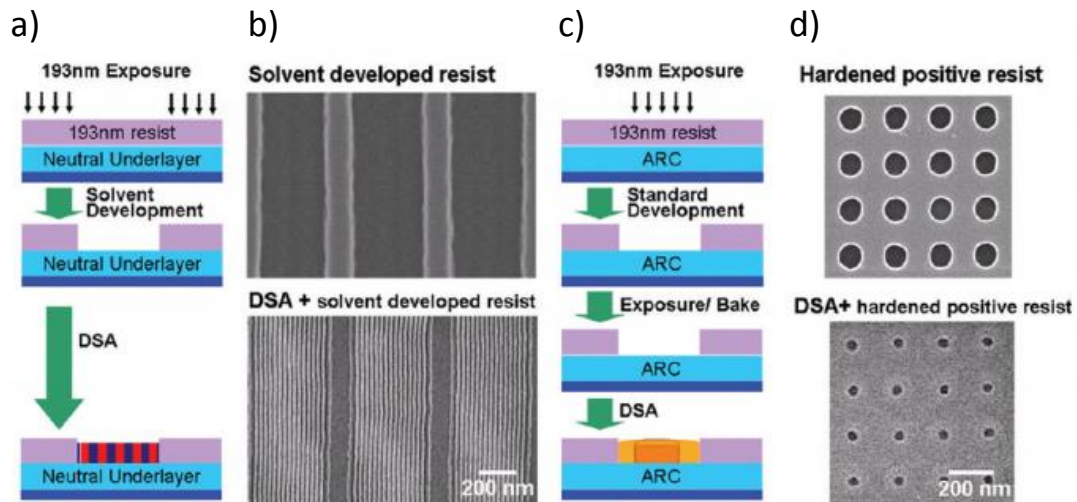 a)
193nm Exposure
193nm resist
Neutral Underlayer
Solvent
Development
Neutral Underlayer
DSA
Neutral Underlayer
b)
Solvent developed resist
DSA + solvent developed resist
200 nm
c)
193nm Exposure
193nm resist
ARC
Standard
Development
ARC
Exposure/ Bake
ARC
DSA
ARC
d)
Hardened positive resist
DSA+ hardened positive resist
200 nm